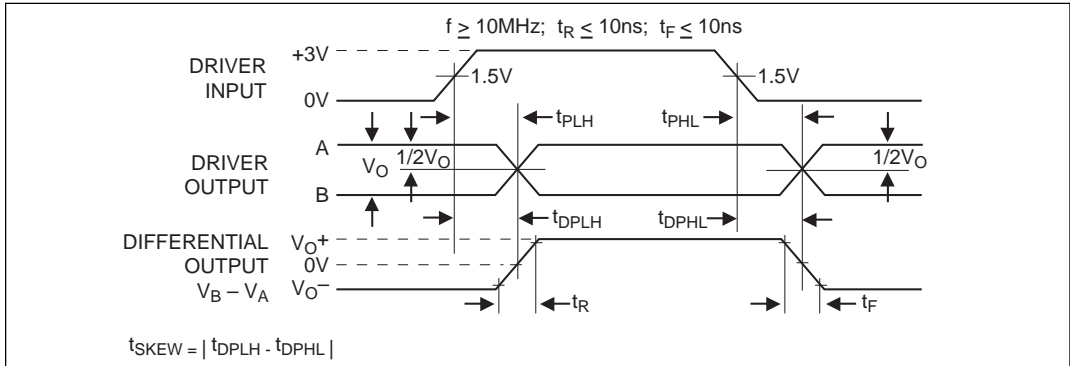 f ≥ 10MHz; tR ≤ 10ns; tF ≤ 10ns
+3V
DRIVER
INPUT
1.5V
1.5V
0V
tPLH
tPHL
A
DRIVER
OUTPUT
VO
1/2VO
1/2VO
B
tDPLH
tDPHL
DIFFERENTIAL
OUTPUT
VB – VA
VO+
0V
VO–
tR
tF
tSKEW = | tDPLH - tDPHL |